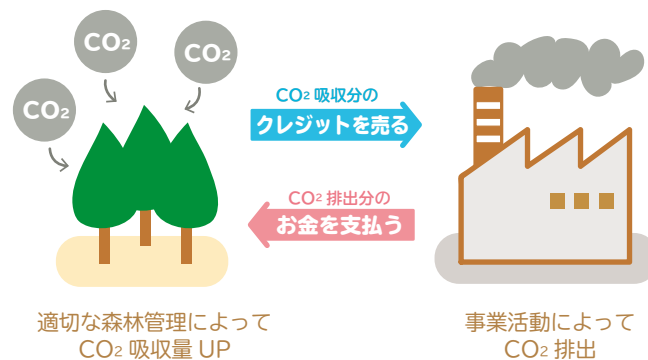 CO2
CO2
CO2
CO2 吸収分の
クレジットを売る
CO2 排出分の
お金を支払う
適切な森林管理によって
CO2 吸収量 UP
事業活動によって
CO2 排出